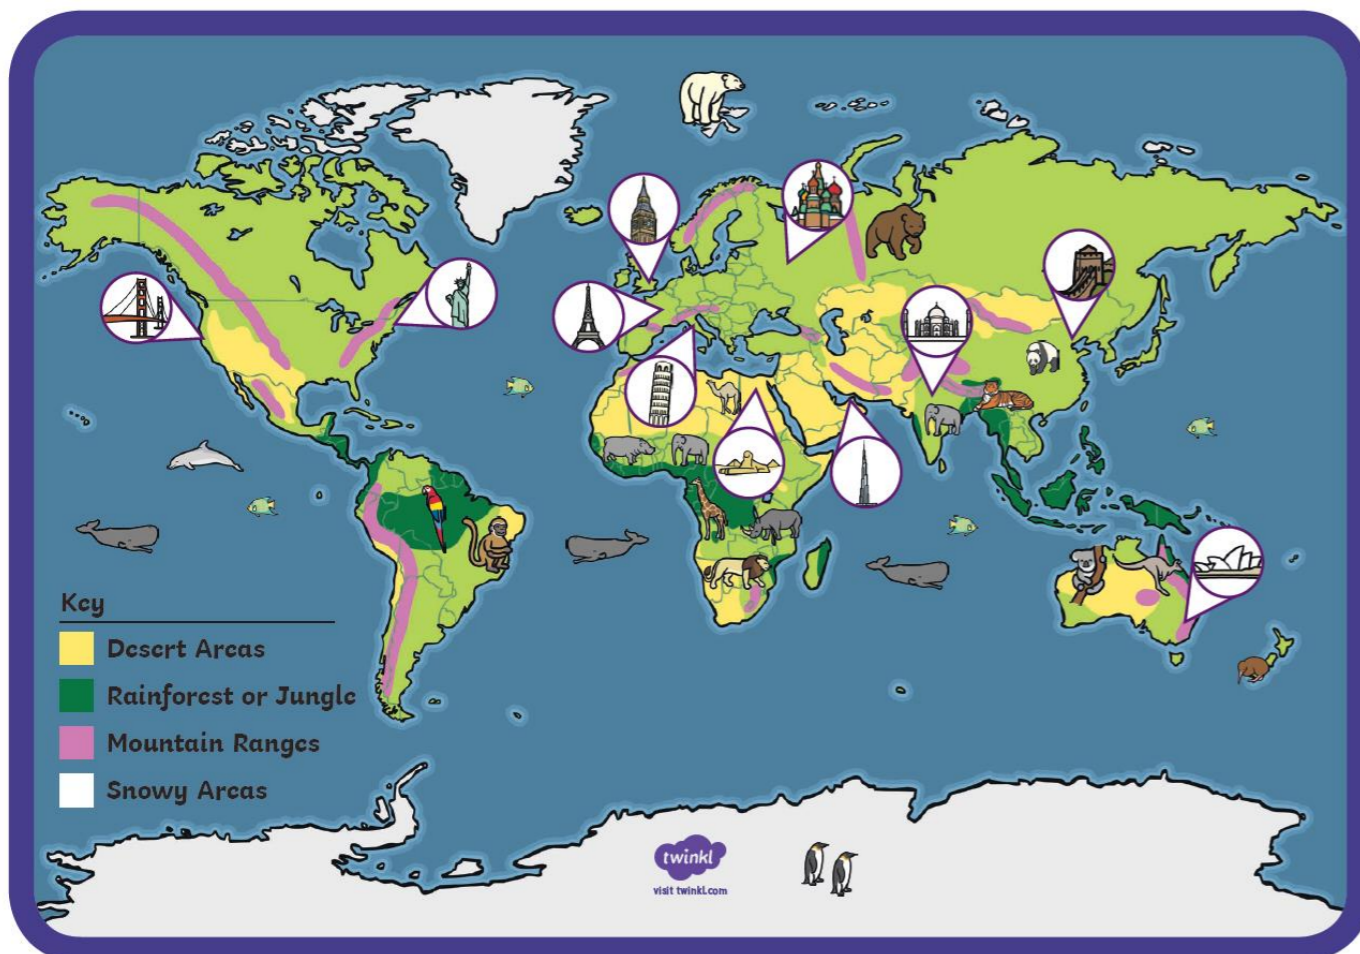 Key
Desert Areas
Rainforest or Jungle
Mountain Ranges
Snowy Areas
twinkl
visit twinkl.com